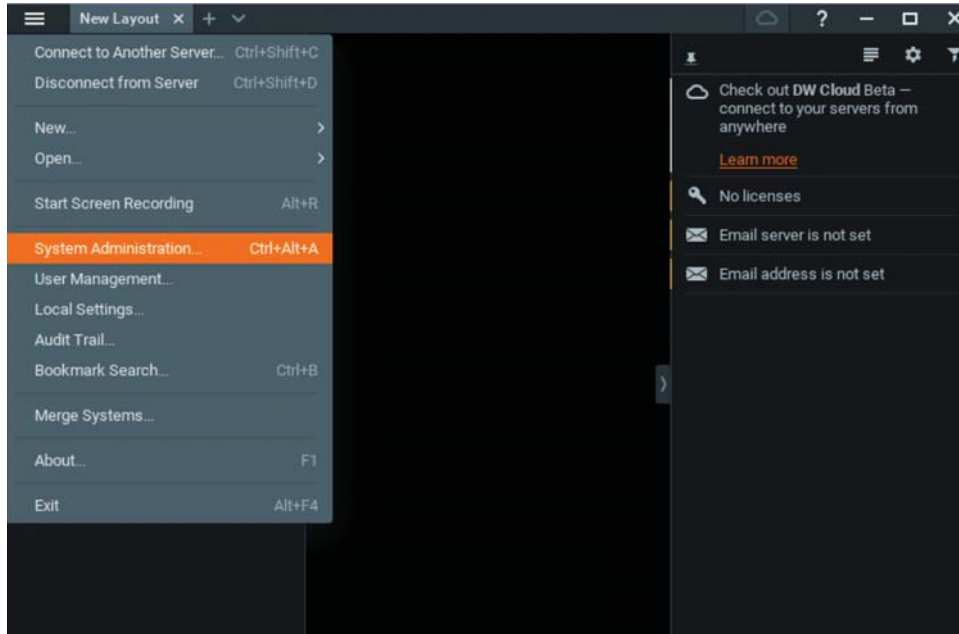 New Layout
?
Connect to Another Server... Ctrl+Shift+C
Disconnect from Server Ctrl+Shift+D
New...
Open...
Start Screen Recording Alt+R
System Administration... Ctrl+Alt+A
User Management...
Local Settings...
Audit Trail...
Bookmark Search... Ctrl+B
Merge Systems...
About... F1
Exit Alt+F4
Check out DW Cloud Beta —
connect to your servers from
anywhere
Learn more
No licenses
Email server is not set
Email address is not set